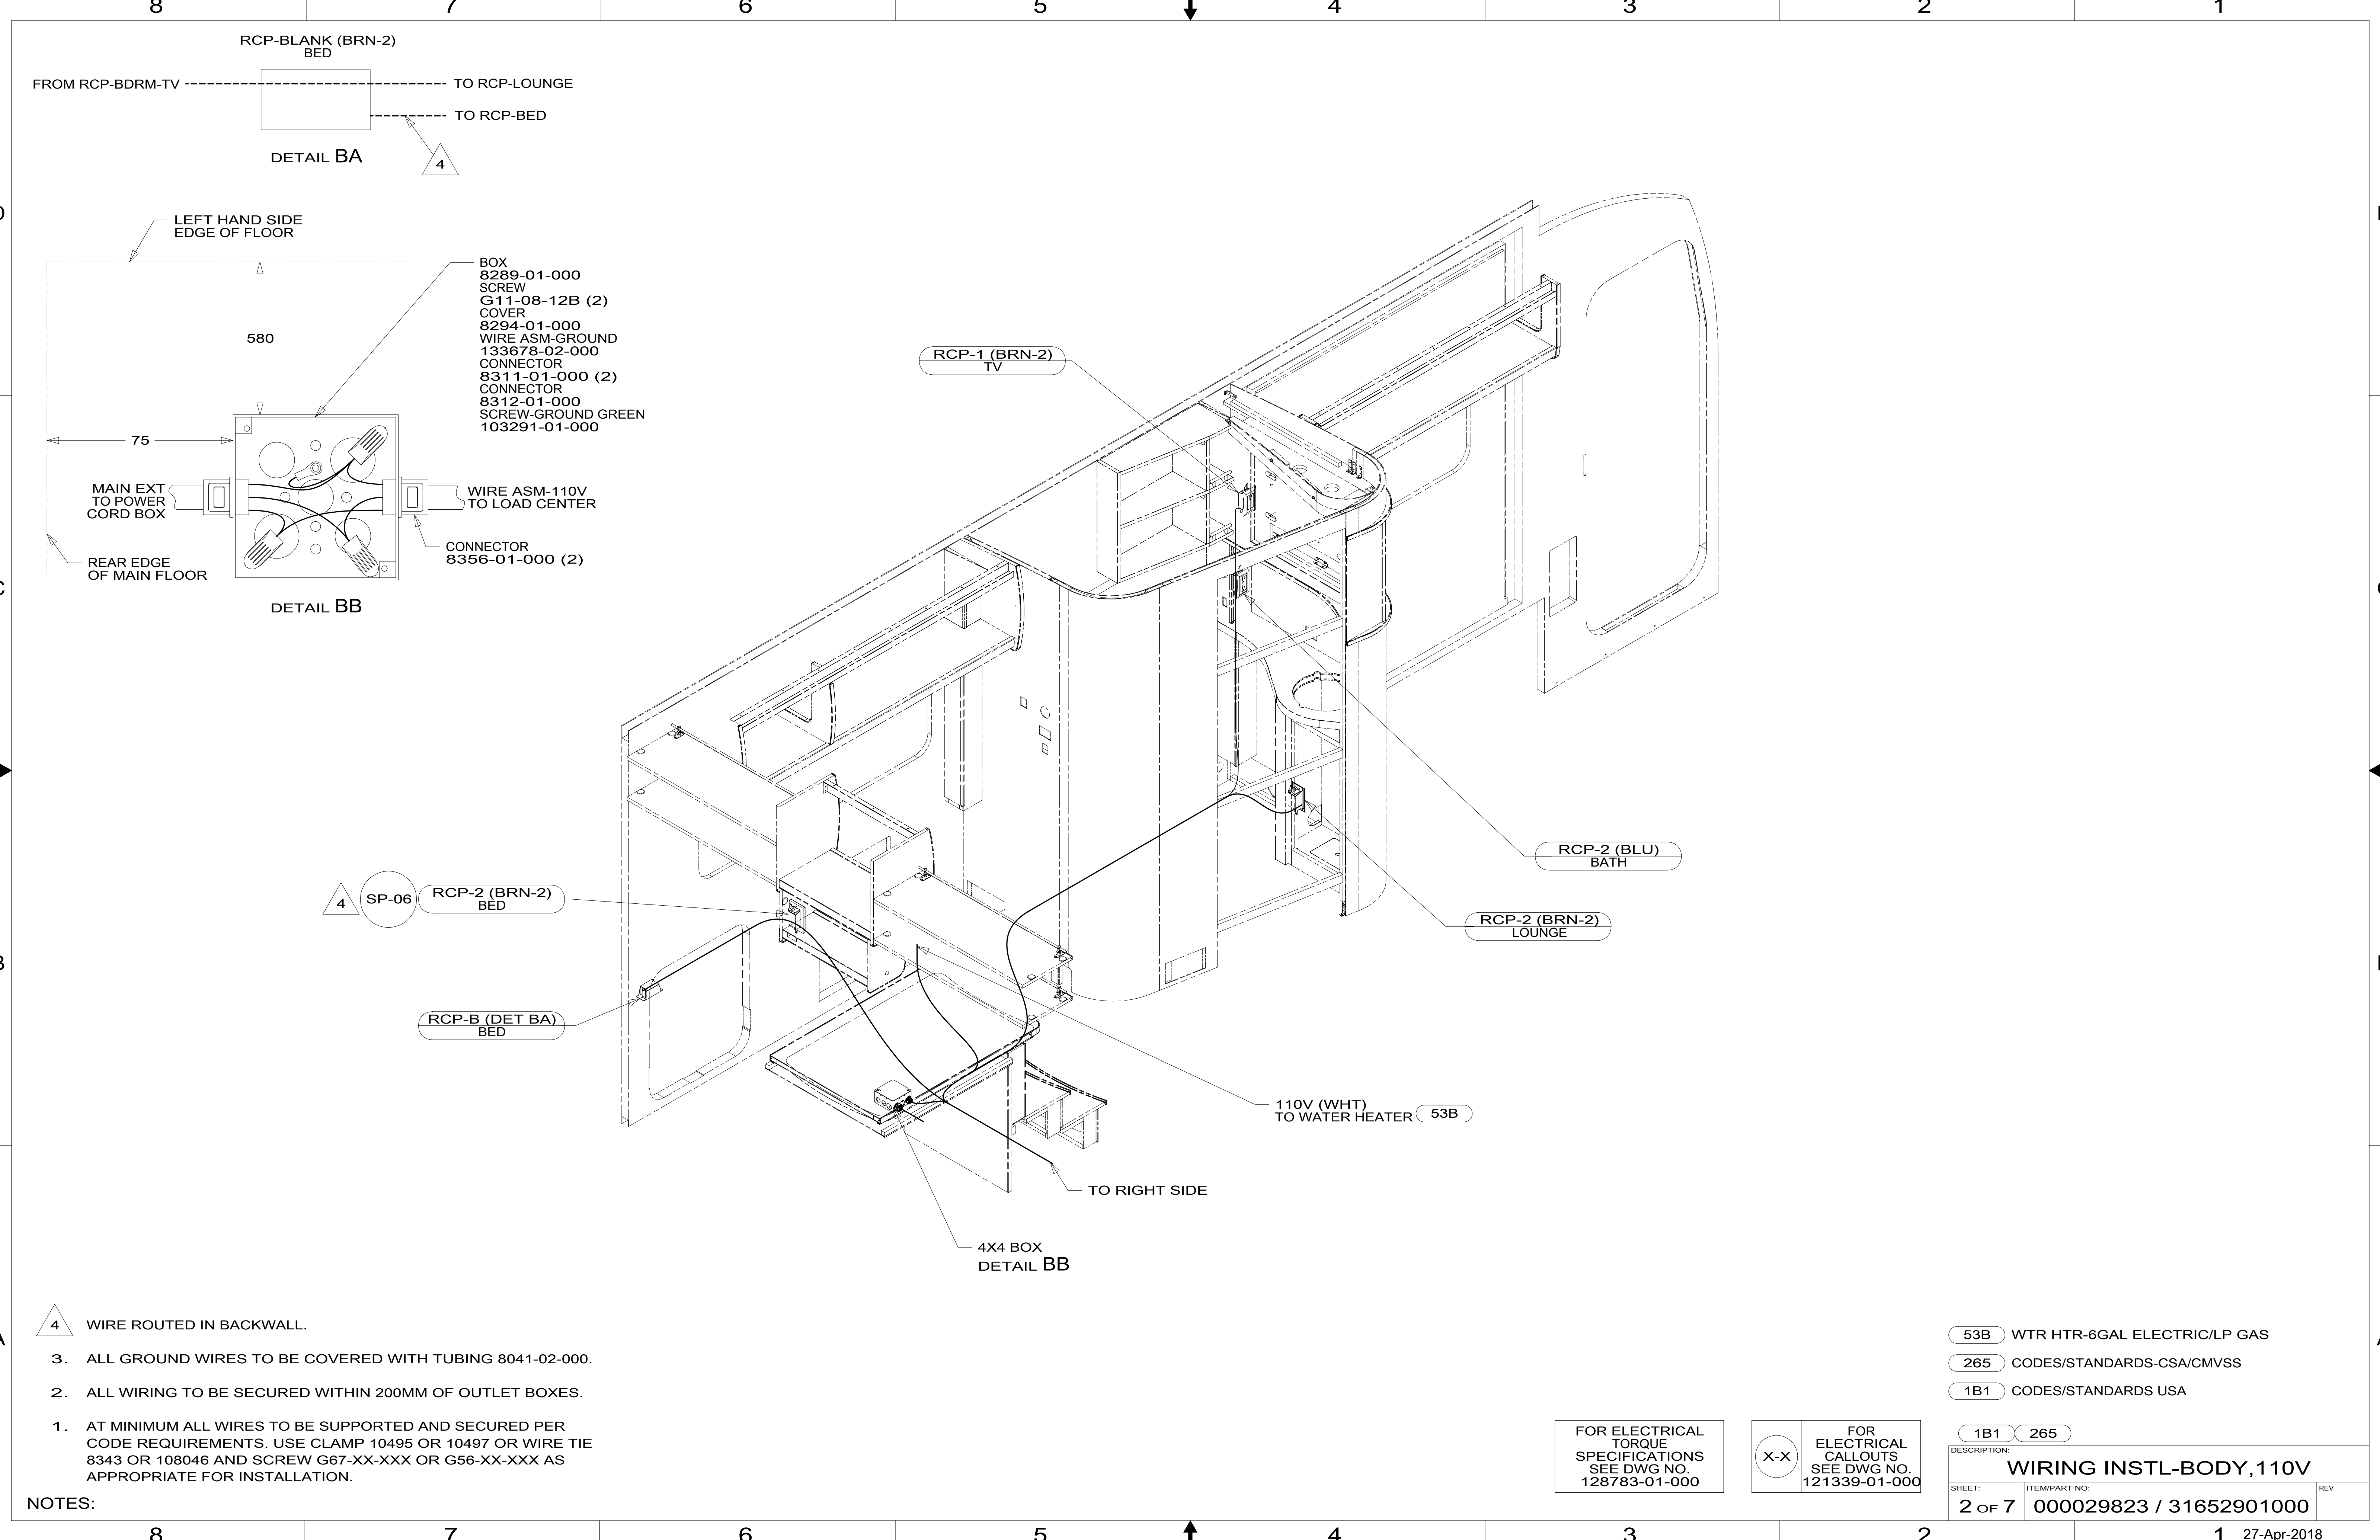 8 7 6 5 4 3 2 1
RCP-BLANK (BRN-2)
BED
FROM RCP-BDRM-TV
TO RCP-LOUNGE
TO RCP-BED
DETAIL BA
4
LEFT HAND SIDE
EDGE OF FLOOR
580
75
BOX
8289-01-000
SCREW
G11-08-12B (2)
COVER
8294-01-000
WIRE ASM-GROUND
133678-02-000
CONNECTOR
8311-01-000 (2)
CONNECTOR
8312-01-000
SCREW-GROUND GREEN
103291-01-000
MAIN EXT
TO POWER
CORD BOX
WIRE ASM-110V
TO LOAD CENTER
CONNECTOR
8356-01-000 (2)
REAR EDGE
OF MAIN FLOOR
DETAIL BB
RCP-1 (BRN-2)
TV
RCP-2 (BLU)
BATH
RCP-2 (BRN-2)
LOUNGE
4 SP-06 RCP-2 (BRN-2)
BED
RCP-B (DET BA)
BED
110V (WHT)
TO WATER HEATER 53B
TO RIGHT SIDE
4X4 BOX
DETAIL BB
4 WIRE ROUTED IN BACKWALL.
3. ALL GROUND WIRES TO BE COVERED WITH TUBING 8041-02-000.
2. ALL WIRING TO BE SECURED WITHIN 200MM OF OUTLET BOXES.
1. AT MINIMUM ALL WIRES TO BE SUPPORTED AND SECURED PER
CODE REQUIREMENTS. USE CLAMP 10495 OR 10497 OR WIRE TIE
8343 OR 108046 AND SCREW G67-XX-XXX OR G56-XX-XXX AS
APPROPRIATE FOR INSTALLATION.
NOTES:
FOR ELECTRICAL
TORQUE
SPECIFICATIONS
SEE DWG NO.
128783-01-000
X-X
FOR
ELECTRICAL
CALLOUTS
SEE DWG NO.
121339-01-000
53B WTR HTR-6GAL ELECTRIC/LP GAS
265 CODES/STANDARDS-CSA/CMVSS
1B1 CODES/STANDARDS USA
1B1 265
DESCRIPTION:
WIRING INSTL-BODY,110V
SHEET: ITEM/PART NO: REV
2 OF 7 000029823 / 31652901000
8 7 6 5 4 3 2 1 27-Apr-2018